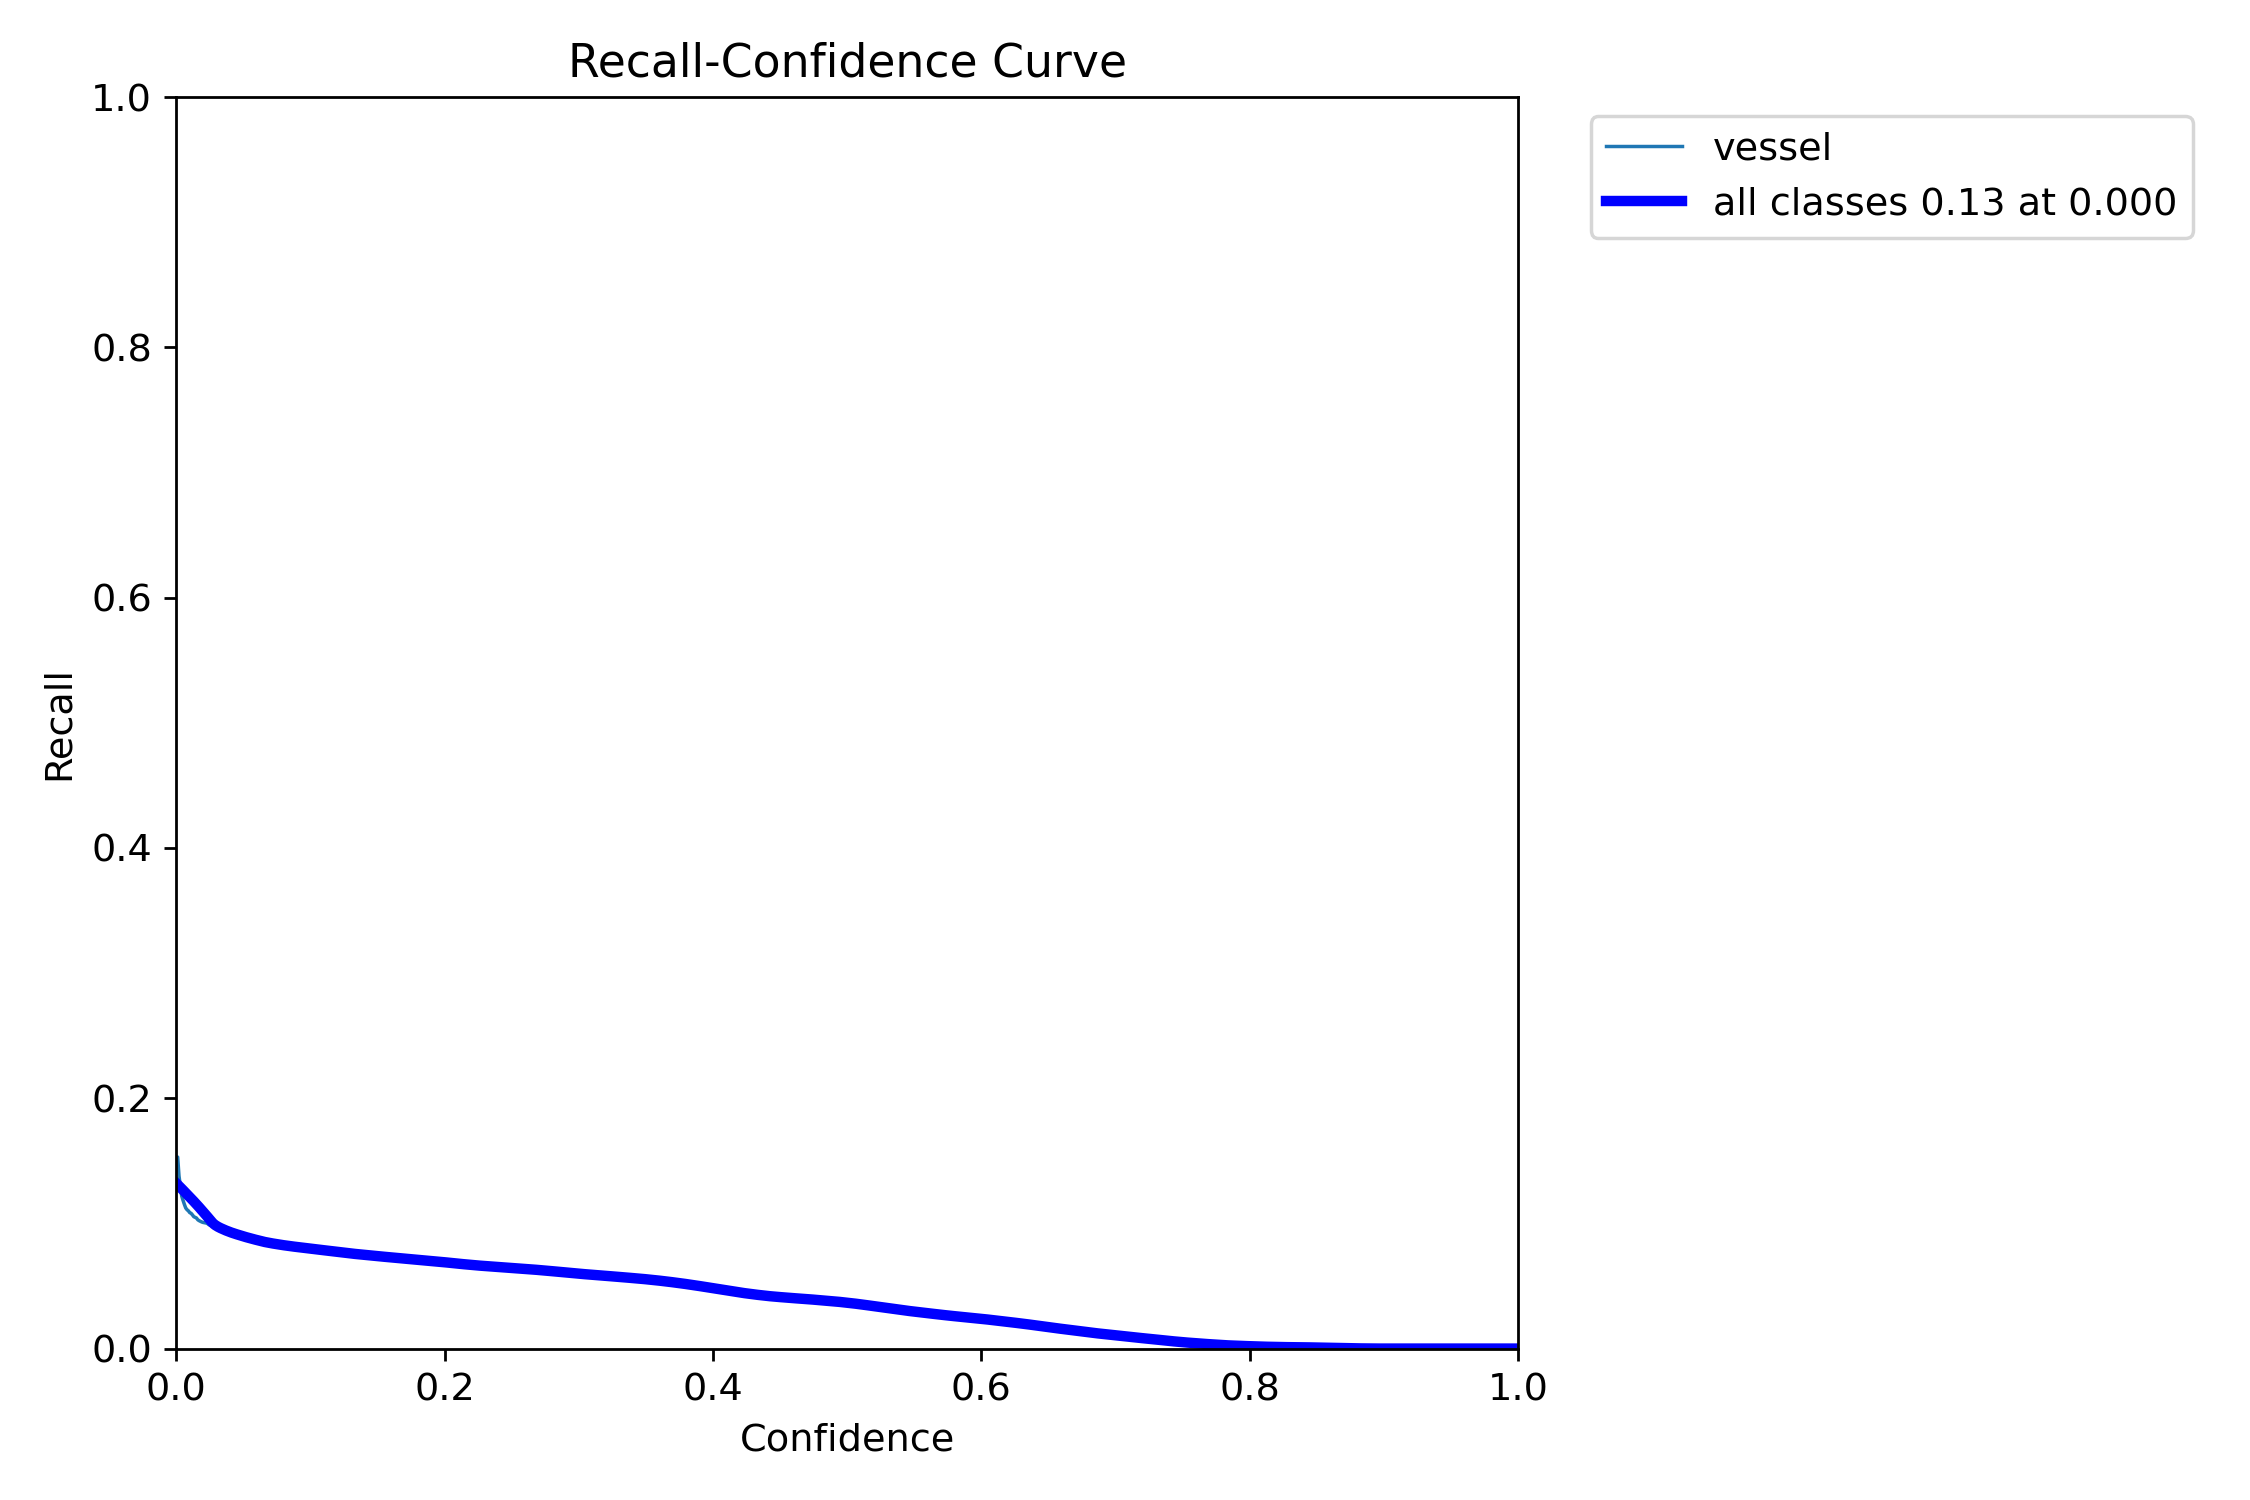 Recall-Confidence Curve
1.0
0.8
0.6
0.4
0.2
0.0
Recall
0.0 0.2 0.4 0.6 0.8 1.0
Confidence
vessel
all classes 0.13 at 0.000